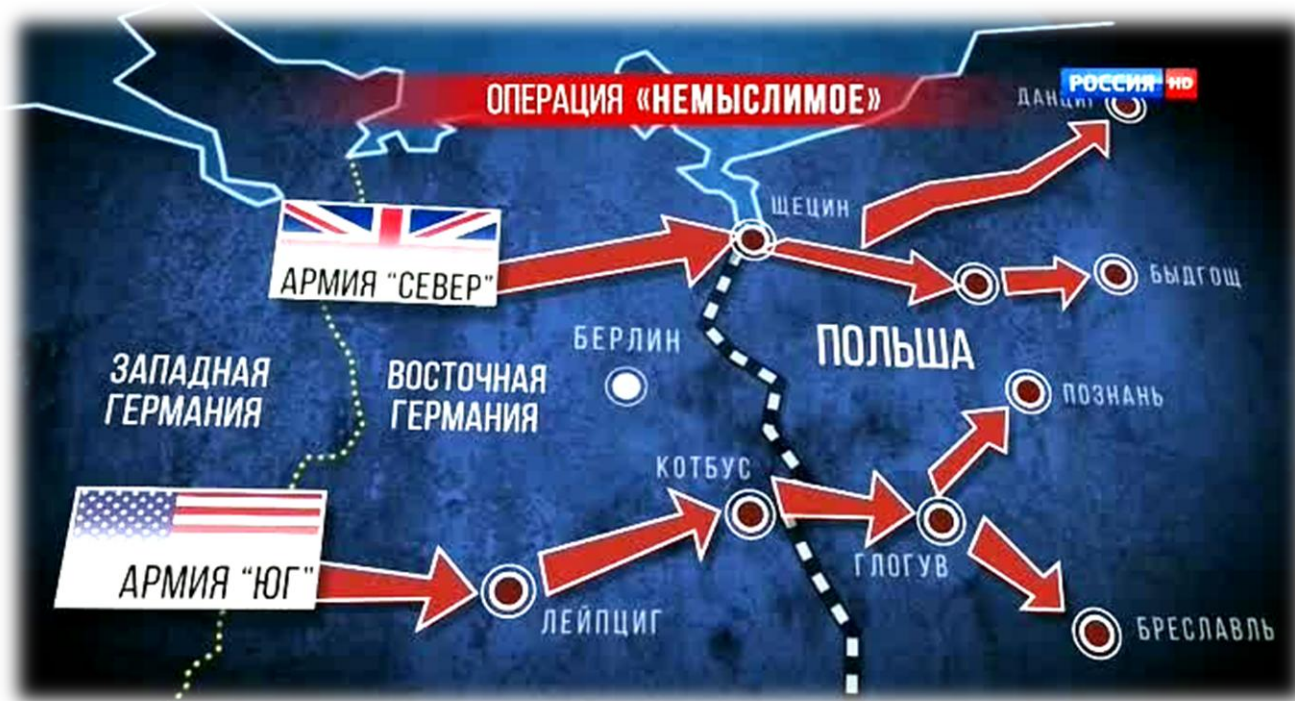 ОПЕРАЦИЯ «НЕМЫСЛИМОЕ»
РОССИЯ HD
ЩЕЦИН
АРМИЯ "СЕВЕР"
БЫДГОЩ
БЕРЛИН
ПОЛЬША
ЗАПАДНАЯ
ГЕРМАНИЯ
ВОСТОЧНАЯ
ГЕРМАНИЯ
ПОЗНАНЬ
КОТБУС
ГЛОГУВ
АРМИЯ "ЮГ"
ЛЕЙПЦИГ
БРЕСЛАВЛЬ